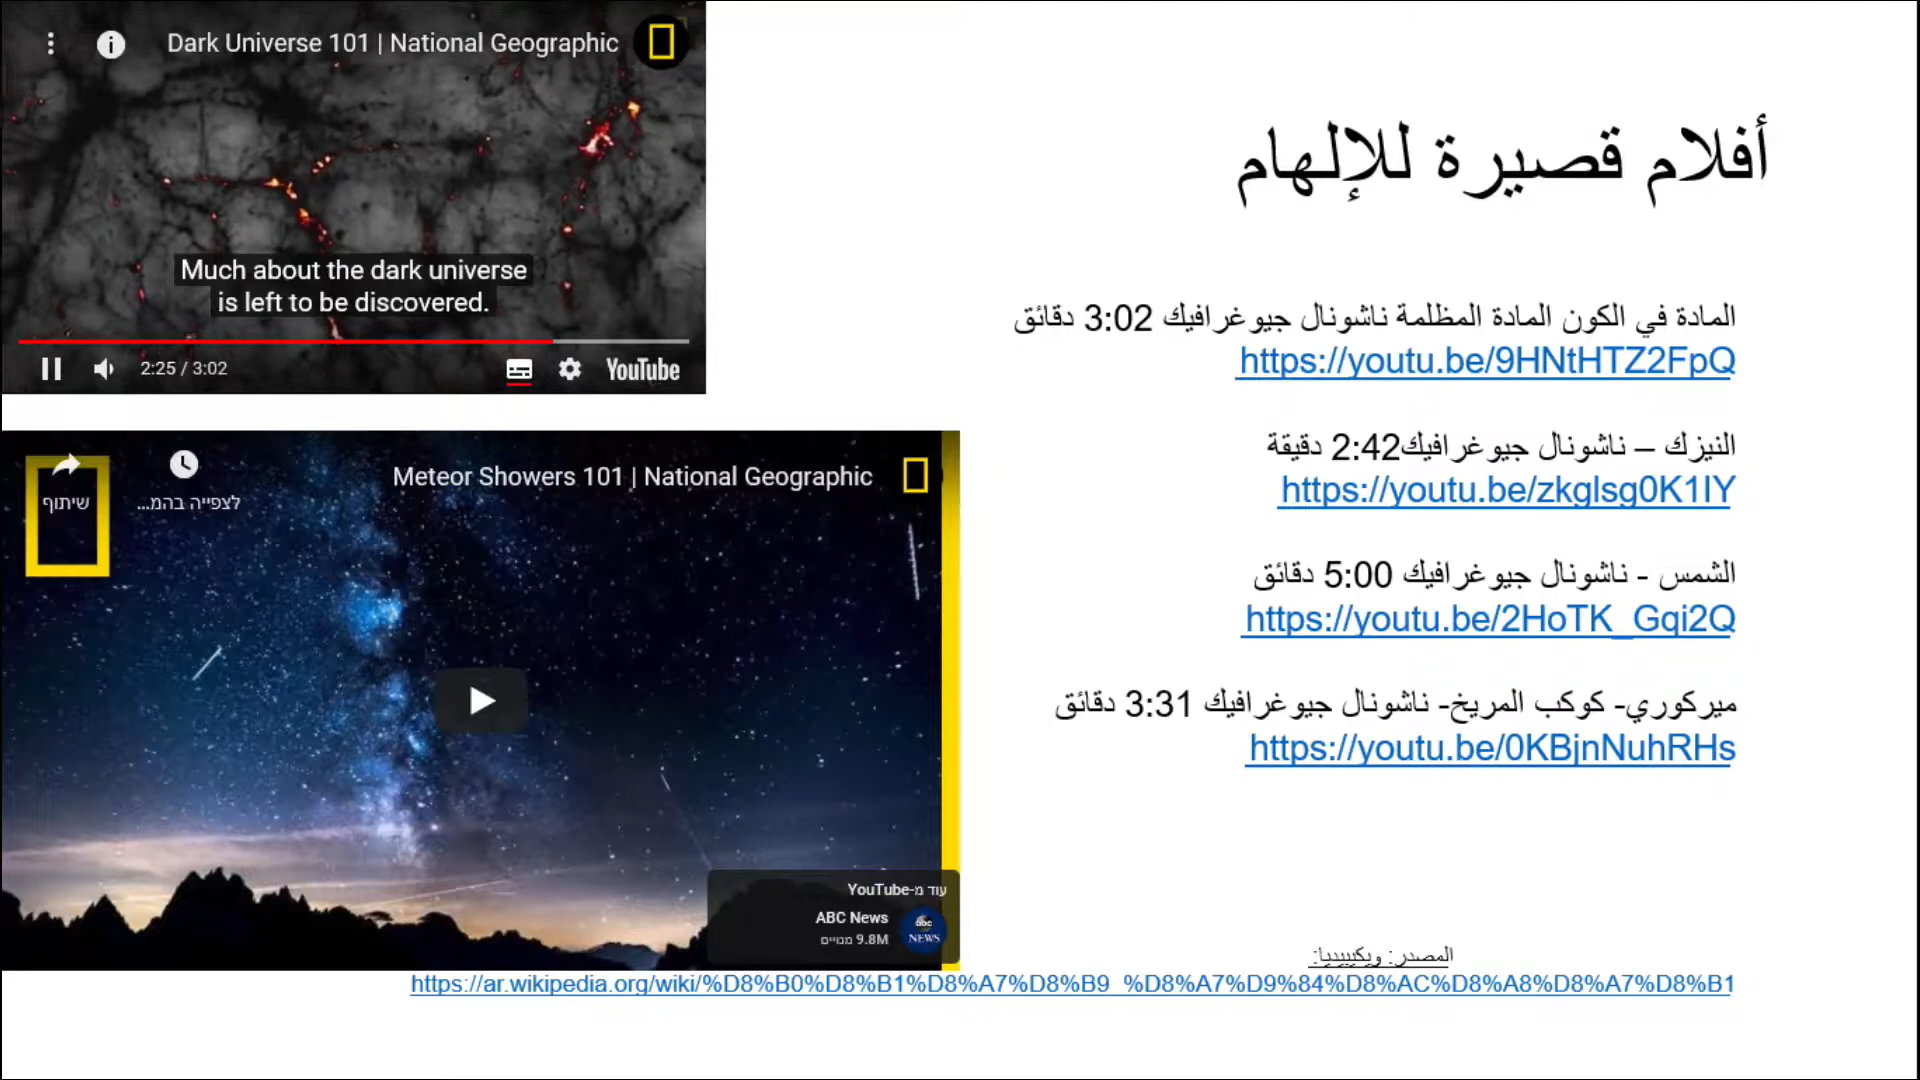 أفلام قصيرة للإلهام
المادة في الكون المادة المظلمة ناشونال جيوغرافيك 3:02 دقائق
https://youtu.be/9HNtHTZ2FpQ
النيزك – ناشونال جيوغرافيك2:42 دقيقة
https://youtu.be/zkglsg0K1IY
الشمس - ناشونال جيوغرافيك 5:00 دقائق
https://youtu.be/2HoTK_Gqi2Q
ميركوري- كوكب المريخ- ناشونال جيوغرافيك 3:31 دقائق
https://youtu.be/0KBjnNuhRHs
Dark Universe 101 | National Geographic
Much about the dark universe
is left to be discovered.
2:25 / 3:02
YouTube
Meteor Showers 101 | National Geographic
שיתוף
לצפייה בהמ...
עוד מ-YouTube
ABC News
9.8M מנויים
abc
NEWS
المصدر: ويكيبيديا:
https://ar.wikipedia.org/wiki/%D8%B0%D8%B1%D8%A7%D8%B9_%D8%A7%D9%84%D8%AC%D8%A8%D8%A7%D8%B1